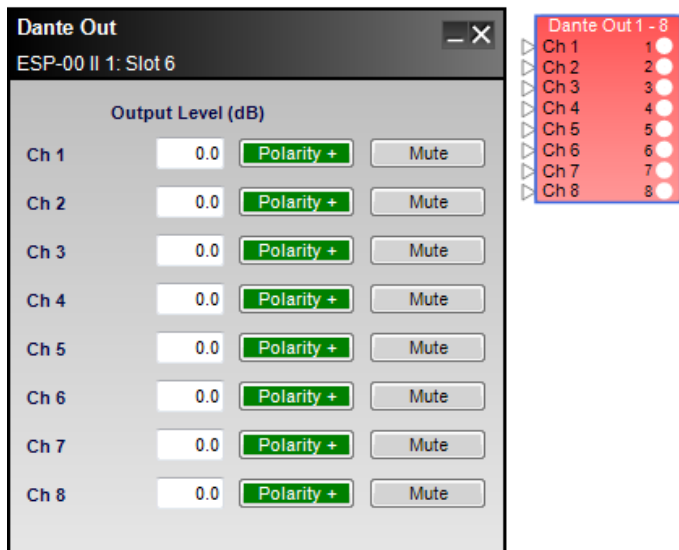 Dante Out
ESP-00 II 1: Slot 6
Output Level (dB)
Ch 1 0.0 Polarity + Mute
Ch 2 0.0 Polarity + Mute
Ch 3 0.0 Polarity + Mute
Ch 4 0.0 Polarity + Mute
Ch 5 0.0 Polarity + Mute
Ch 6 0.0 Polarity + Mute
Ch 7 0.0 Polarity + Mute
Ch 8 0.0 Polarity + Mute
Dante Out 1 - 8
Ch 1 1
Ch 2 2
Ch 3 3
Ch 4 4
Ch 5 5
Ch 6 6
Ch 7 7
Ch 8 8